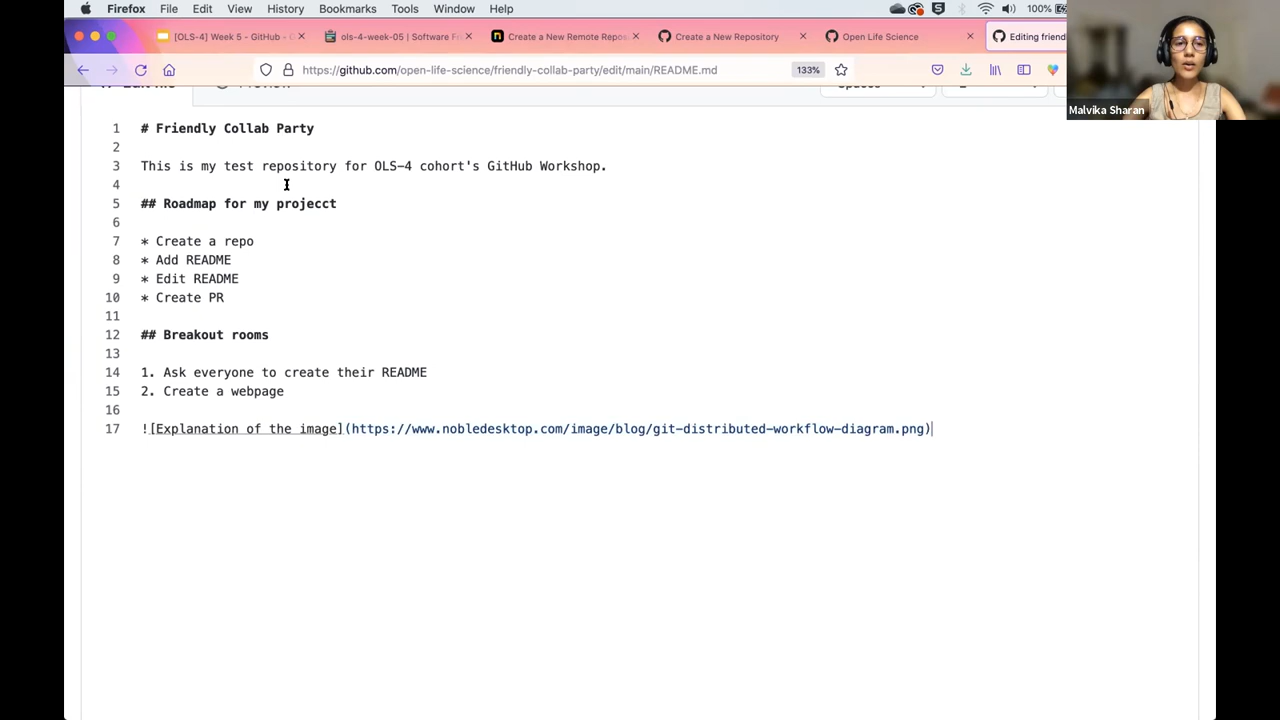 Firefox File Edit View History Bookmarks Tools Window Help 100%
[OLS-4] Week 5 - GitHub - ols-4-week-05 | Software Fr Create a New Remote Repos Create a New Repository Open Life Science Editing friend
https://github.com/open-life-science/friendly-collab-party/edit/main/README.md 133%
Malvika Sharan
1 # Friendly Collab Party
2
3 This is my test repository for OLS-4 cohort's GitHub Workshop.
4
5 ## Roadmap for my projecct
6
7 * Create a repo
8 * Add README
9 * Edit README
10 * Create PR
11
12 ## Breakout rooms
13
14 1. Ask everyone to create their README
15 2. Create a webpage
16
17 ![Explanation of the image](https://www.nobledesktop.com/image/blog/git-distributed-workflow-diagram.png)